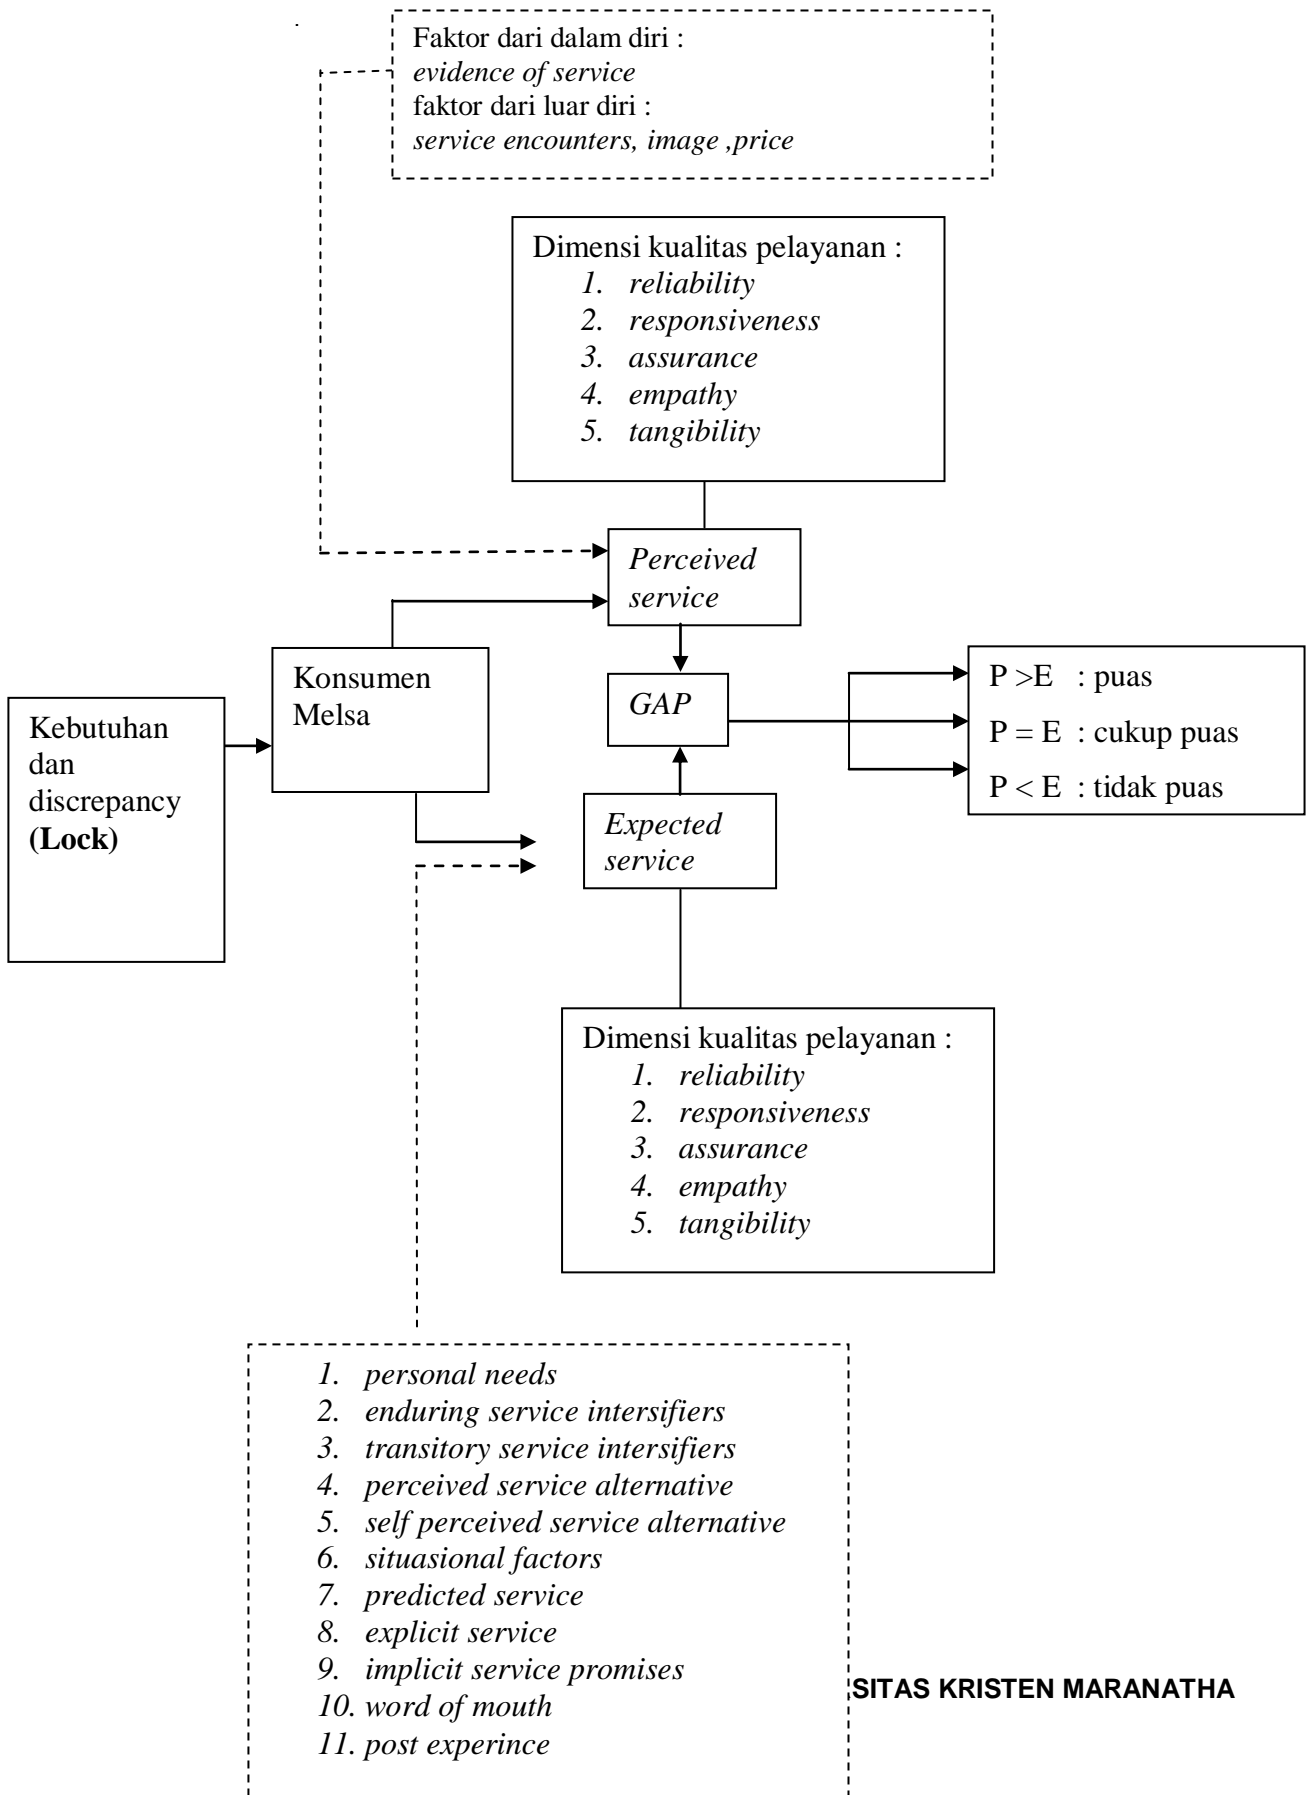 Faktor dari dalam diri :
evidence of service
faktor dari luar diri :
service encounters, image ,price
Dimensi kualitas pelayanan :
1. reliability
2. responsiveness
3. assurance
4. empathy
5. tangibility
Perceived
service
Konsumen
Melsa
GAP
P >E : puas
P = E : cukup puas
P < E : tidak puas
Kebutuhan
dan
discrepancy
(Lock)
Expected
service
Dimensi kualitas pelayanan :
1. reliability
2. responsiveness
3. assurance
4. empathy
5. tangibility
1. personal needs
2. enduring service intersifiers
3. transitory service intersifiers
4. perceived service alternative
5. self perceived service alternative
6. situasional factors
7. predicted service
8. explicit service
9. implicit service promises
10. word of mouth
11. post experince
SITAS KRISTEN MARANATHA